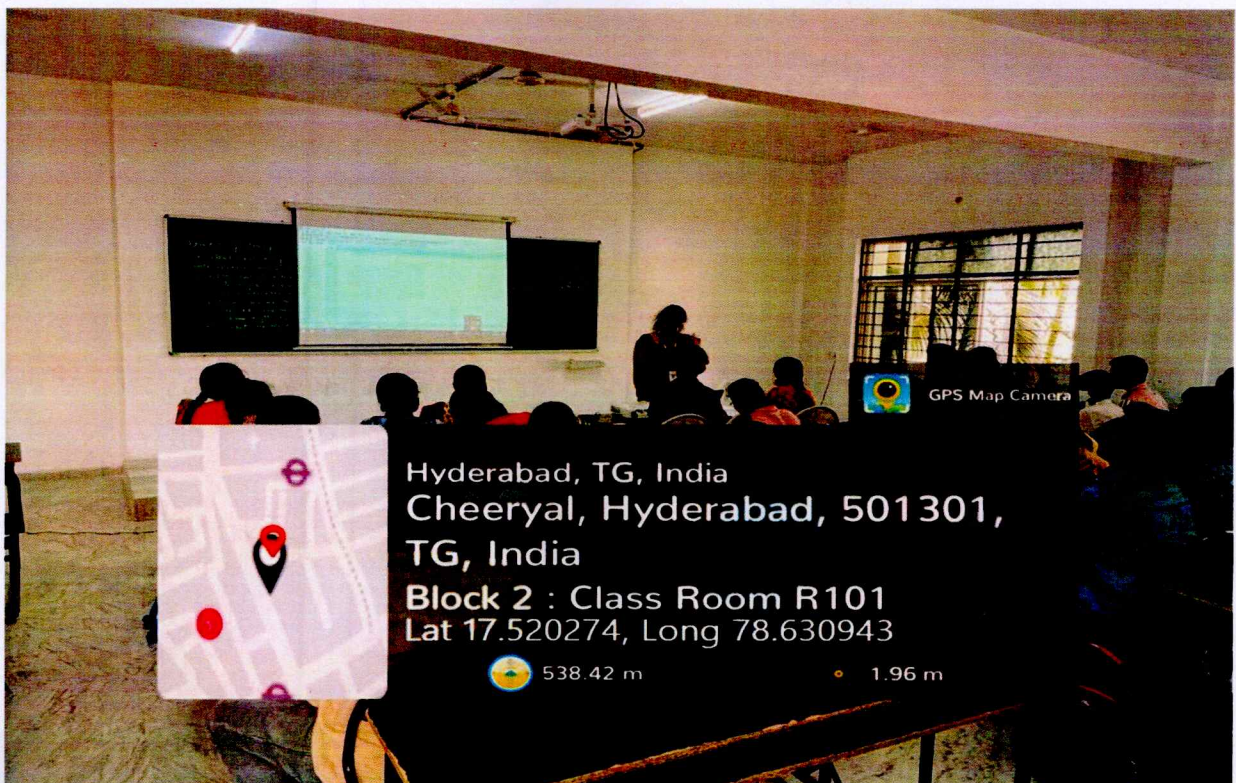 GPS Map Camera
Hyderabad, TG, India
Cheeryal, Hyderabad, 501301,
TG, India
Block 2 : Class Room R101
Lat 17.520274, Long 78.630943
538.42 m
1.96 m